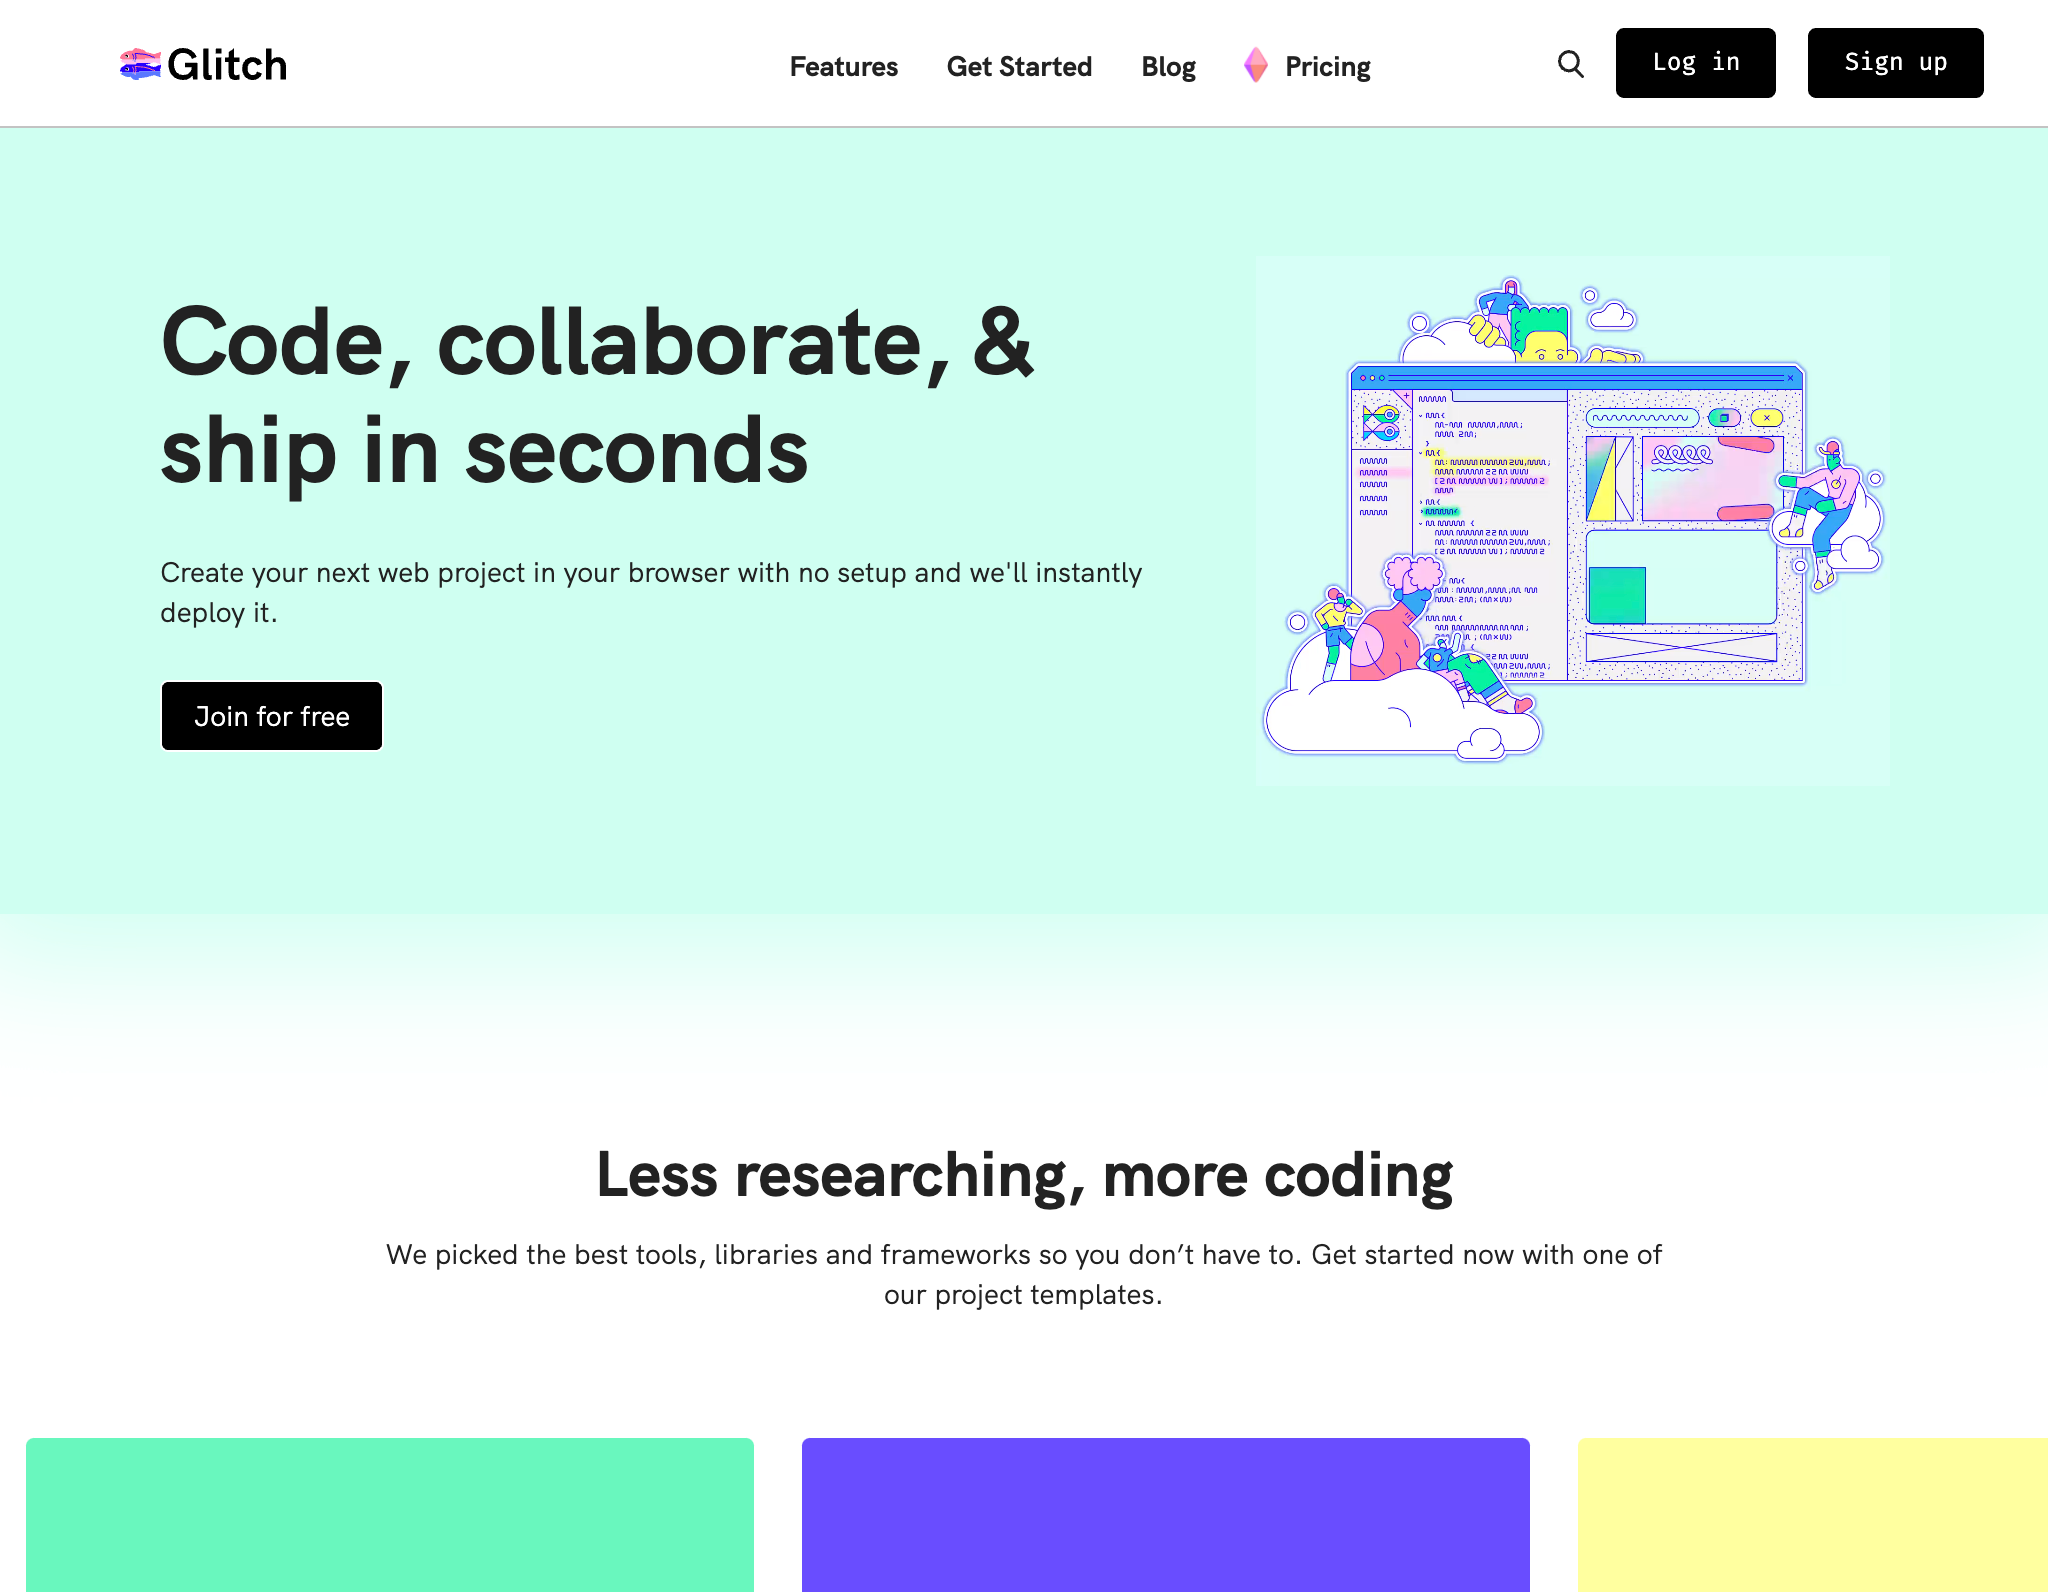 Glitch
Features
Get Started
Blog
Pricing
Log in
Sign up
Code, collaborate, &
ship in seconds
Create your next web project in your browser with no setup and we'll instantly
deploy it.
Join for free
Less researching, more coding
We picked the best tools, libraries and frameworks so you don’t have to. Get started now with one of
our project templates.